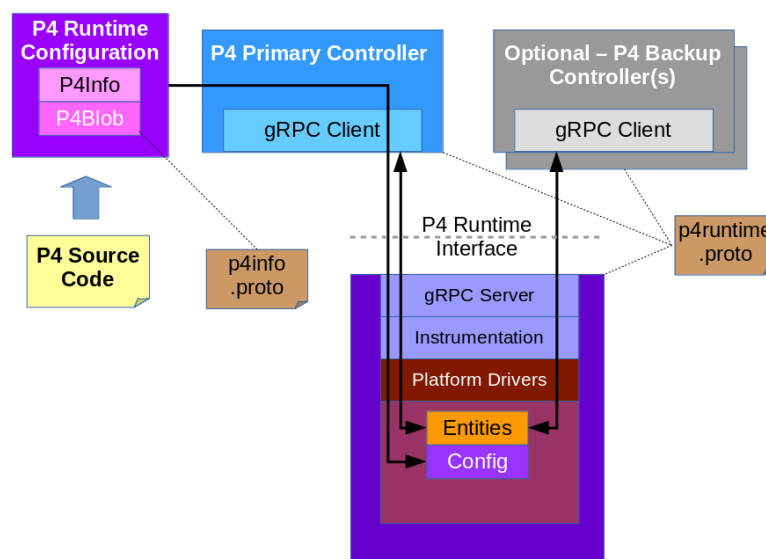 P4 Runtime
Configuration
P4Info
P4Blob
P4 Primary Controller
gRPC Client
Optional – P4 Backup
Controller(s)
gRPC Client
P4 Source
Code
p4info
.proto
P4 Runtime
Interface
p4runtime
.proto
gRPC Server
Instrumentation
Platform Drivers
Entities
Config